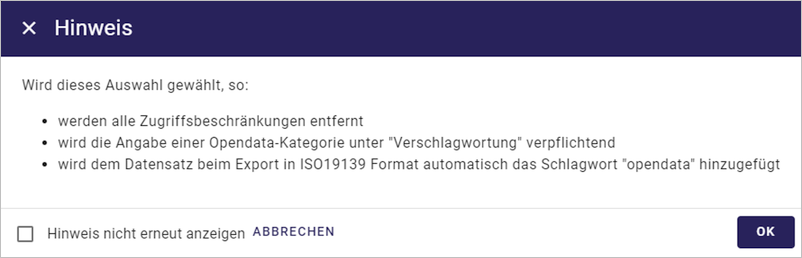 Hinweis
Wird dieses Auswahl gewählt, so:
werden alle Zugriffsbeschränkungen entfernt
wird die Angabe einer Opendata-Kategorie unter "Verschlagwortung" verpflichtend
wird dem Datensatz beim Export in ISO19139 Format automatisch das Schlagwort "opendata" hinzugefügt
Hinweis nicht erneut anzeigen ABBRECHEN OK